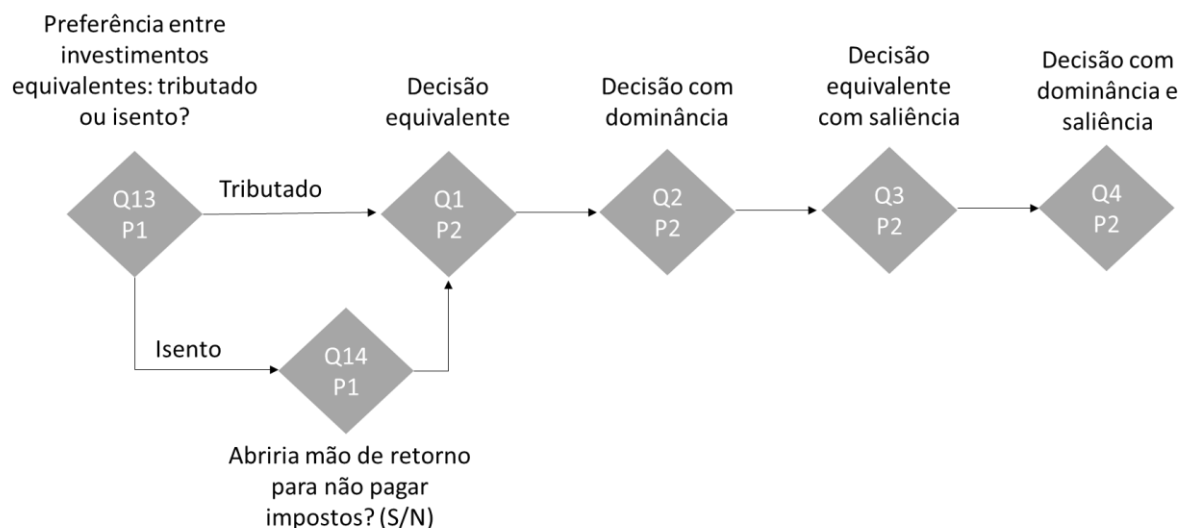 Preferência entre
investimentos
equivalentes: tributado
ou isento?
Decisão
equivalente
Decisão com
dominância
Decisão
equivalente
com saliência
Decisão com
dominância e
saliência
Q13
P1
Tributado
Q1
P2
Q2
P2
Q3
P2
Q4
P2
Isento
Q14
P1
Abriria mão de retorno
para não pagar
impostos? (S/N)